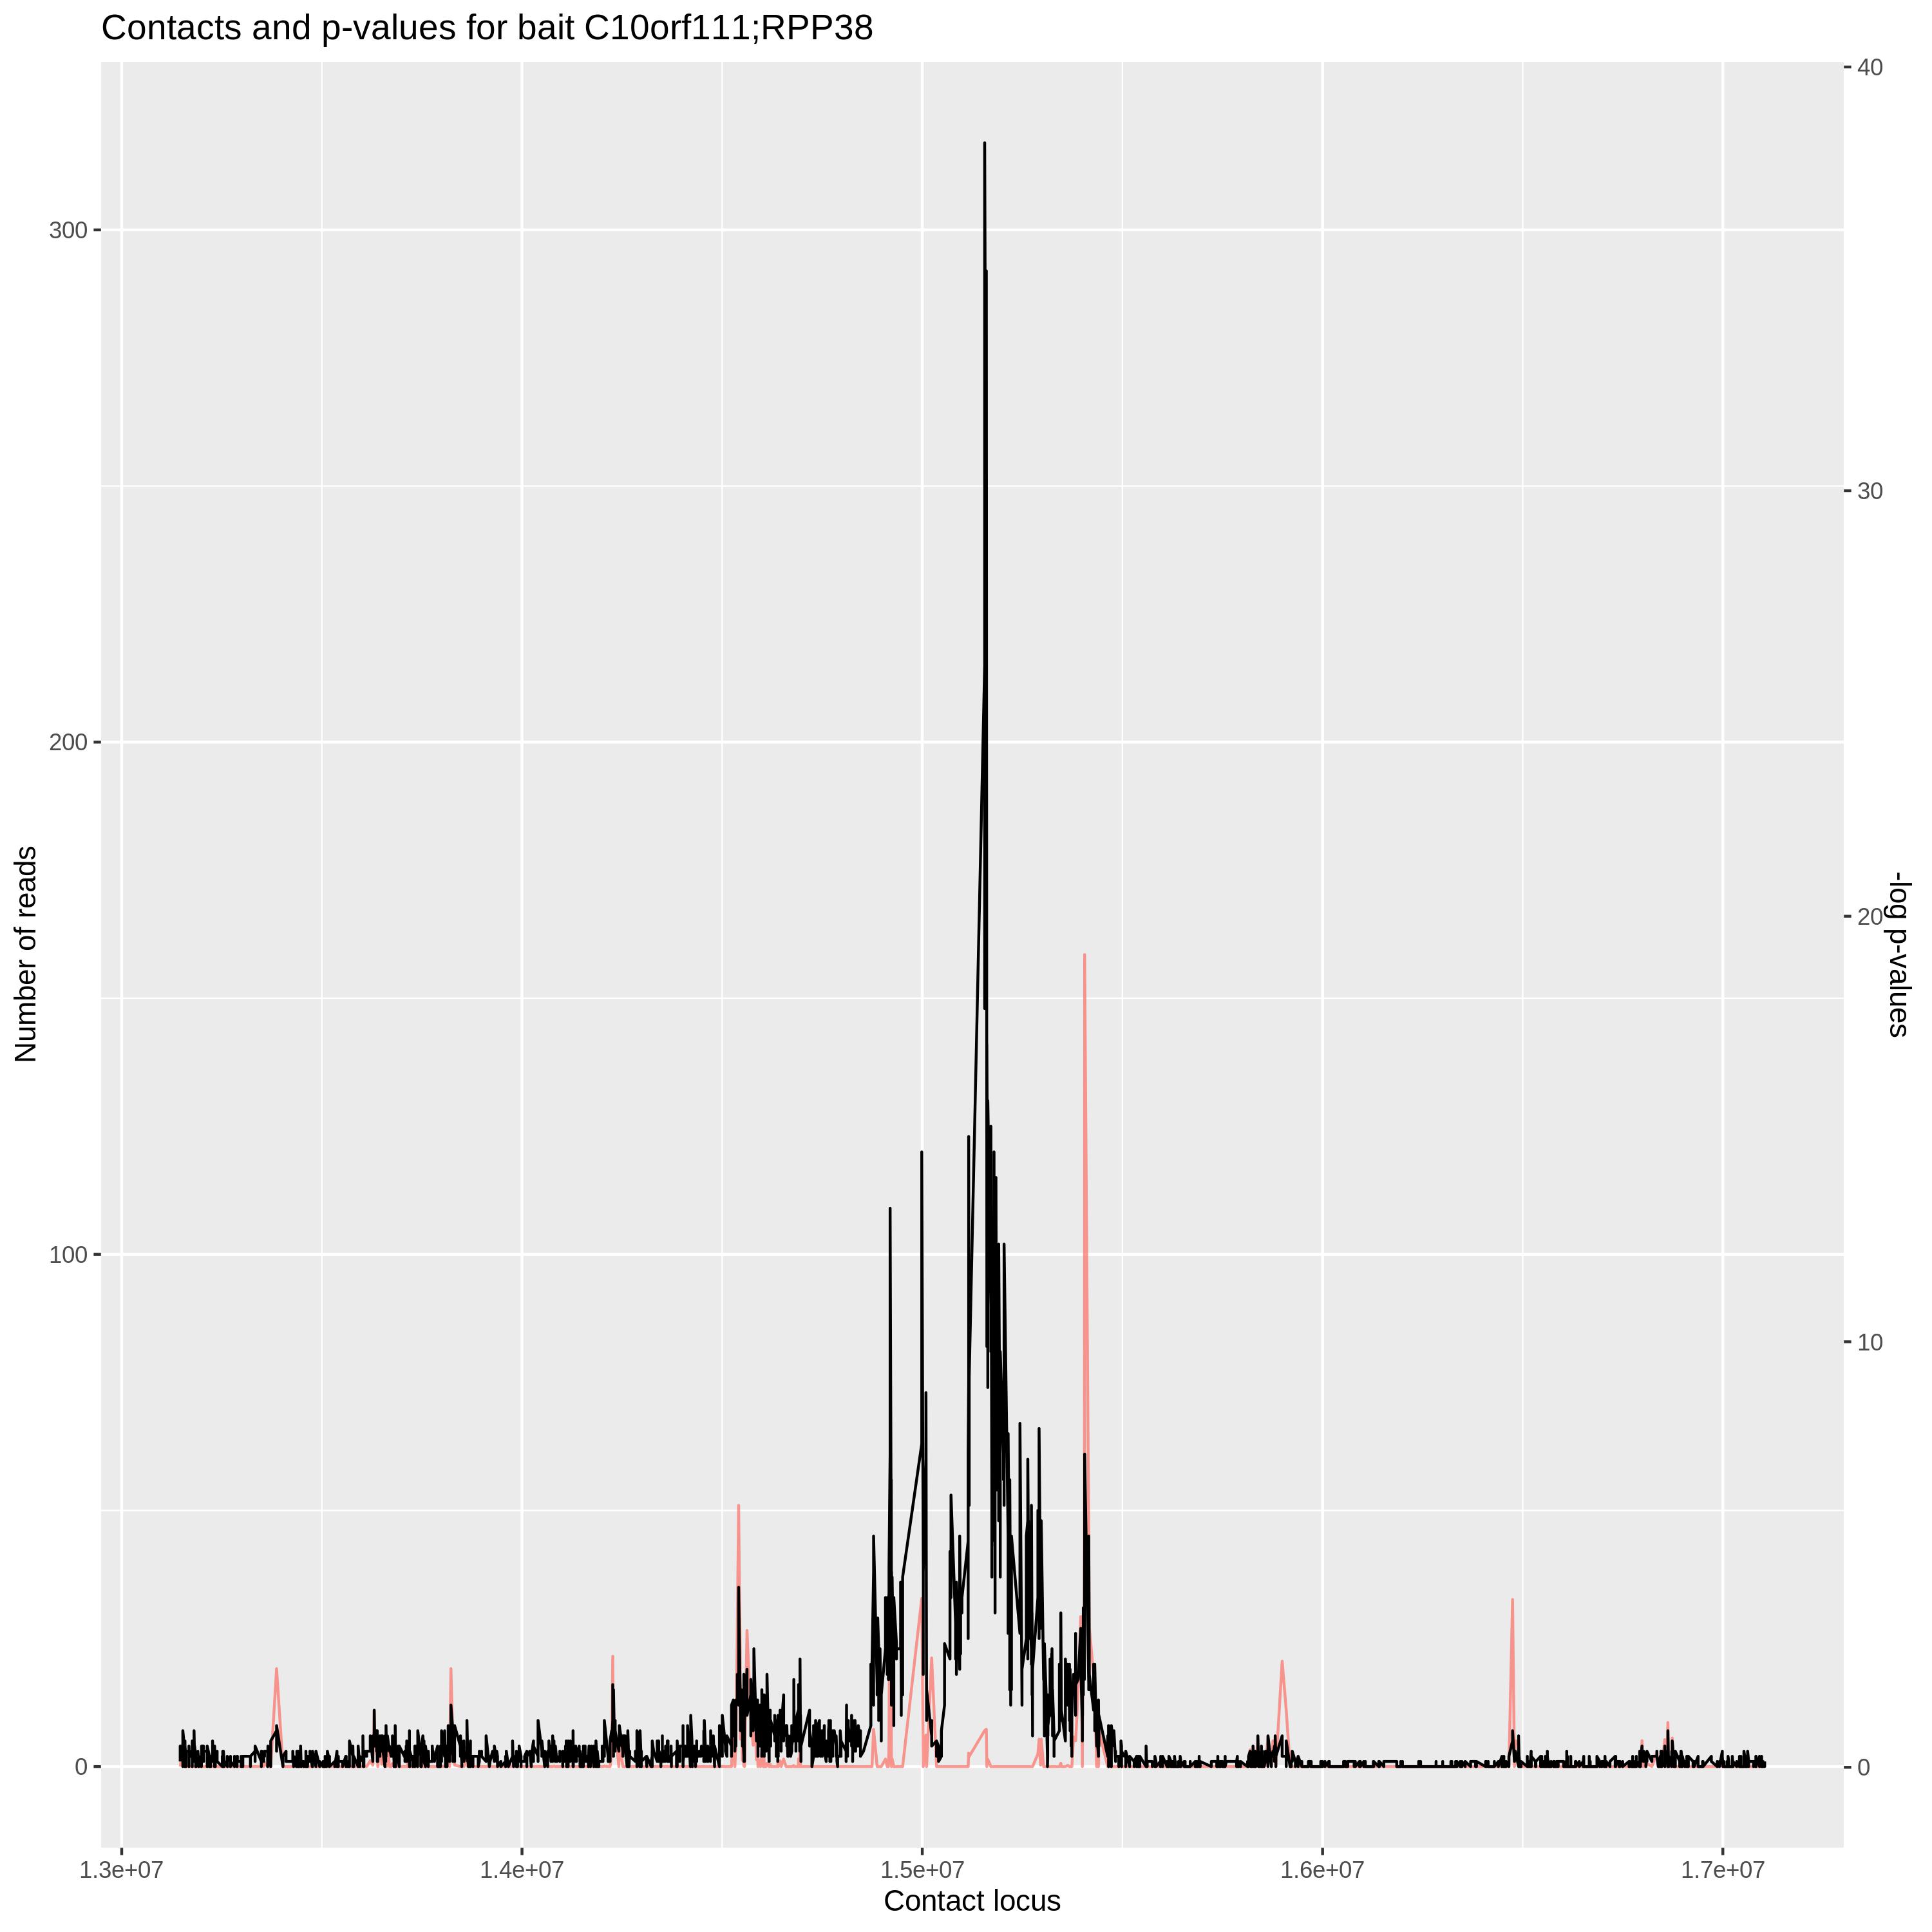 Contacts and p-values for bait C10orf111;RPP38
40
300
30
200
Number of reads
-log p-values
20
100
10
0
0
1.3e+07
1.4e+07
1.5e+07
1.6e+07
1.7e+07
Contact locus